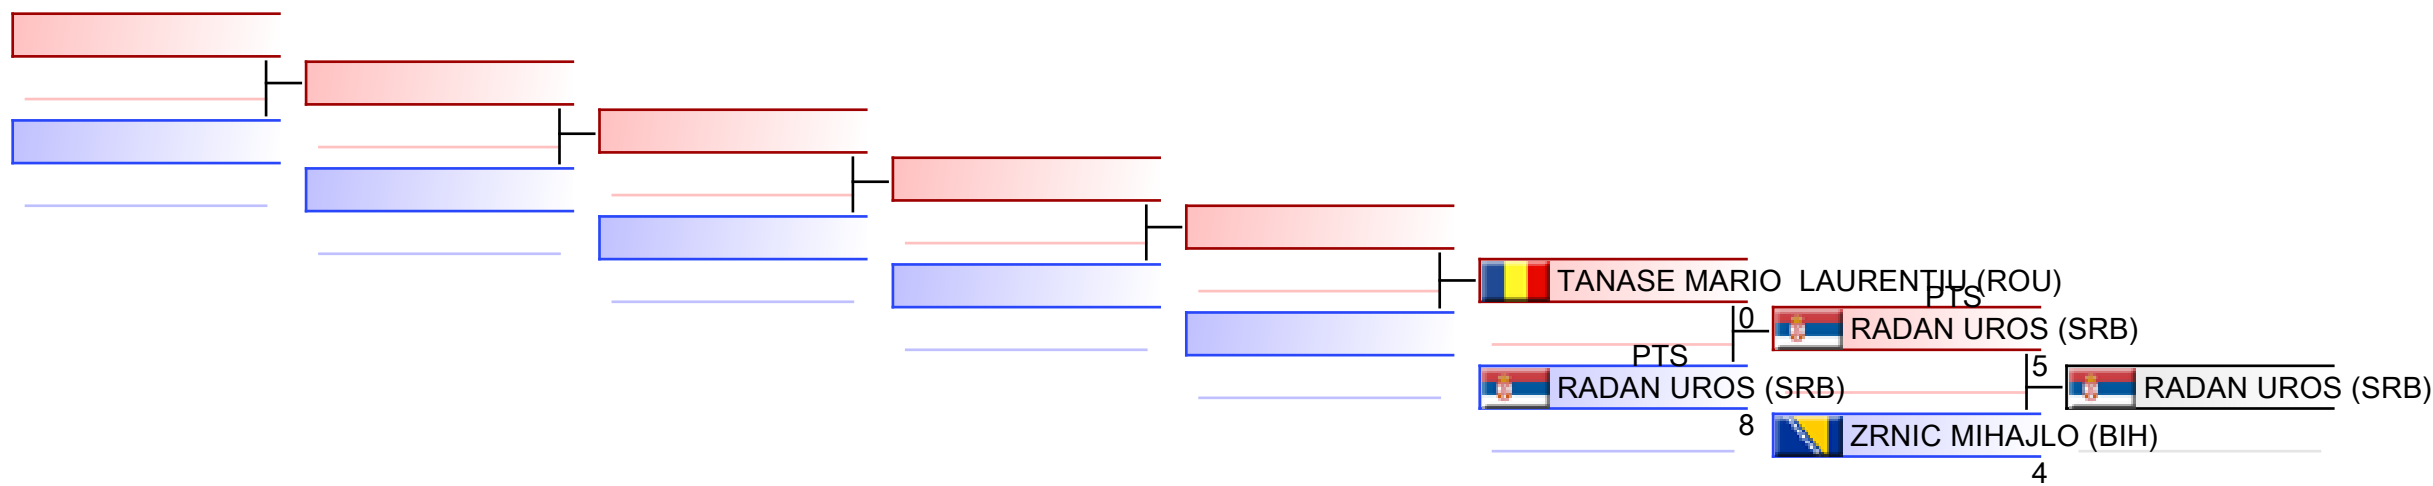 TANASE MARIO  LAURENTIU (ROU)
PTS
0
RADAN UROS (SRB)
PTS
RADAN UROS (SRB)
8
5
RADAN UROS (SRB)
ZRNIC MIHAJLO (BIH)
4